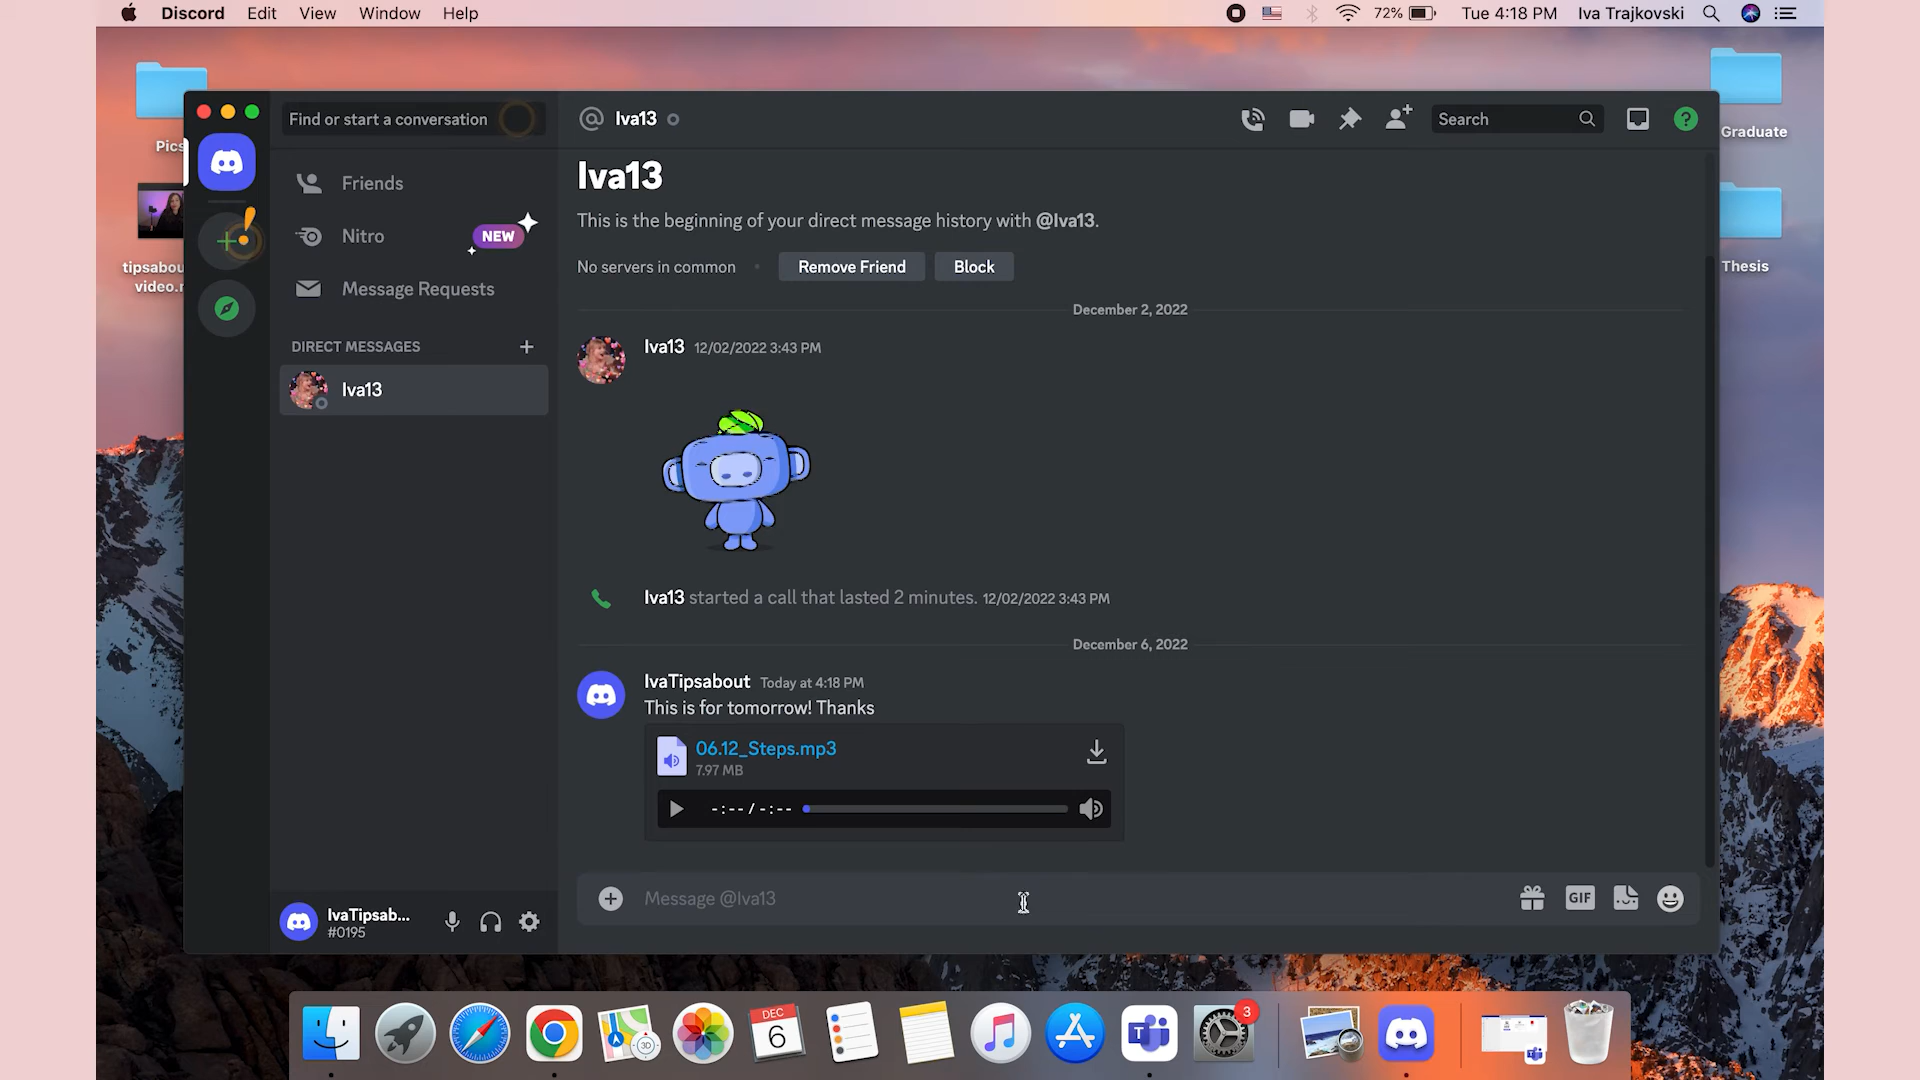 Discord Edit View Window Help 72% Tue 4:18 PM Iva Trajkovski
Pics
tipsabou
video.
Graduate
Thesis
Find or start a conversation
Friends
Nitro NEW
Message Requests
DIRECT MESSAGES
Iva13
IvaTipsab...
#0195
Iva13 Search ?
Iva13
This is the beginning of your direct message history with @Iva13.
No servers in common Remove Friend Block
December 2, 2022
Iva13 12/02/2022 3:43 PM
Iva13 started a call that lasted 2 minutes. 12/02/2022 3:43 PM
December 6, 2022
IvaTipsabout Today at 4:18 PM
This is for tomorrow! Thanks
06.12_Steps.mp3
7.97 MB
-:-- / -:--
Message @Iva13 GIF
3D
DEC
6
T
3